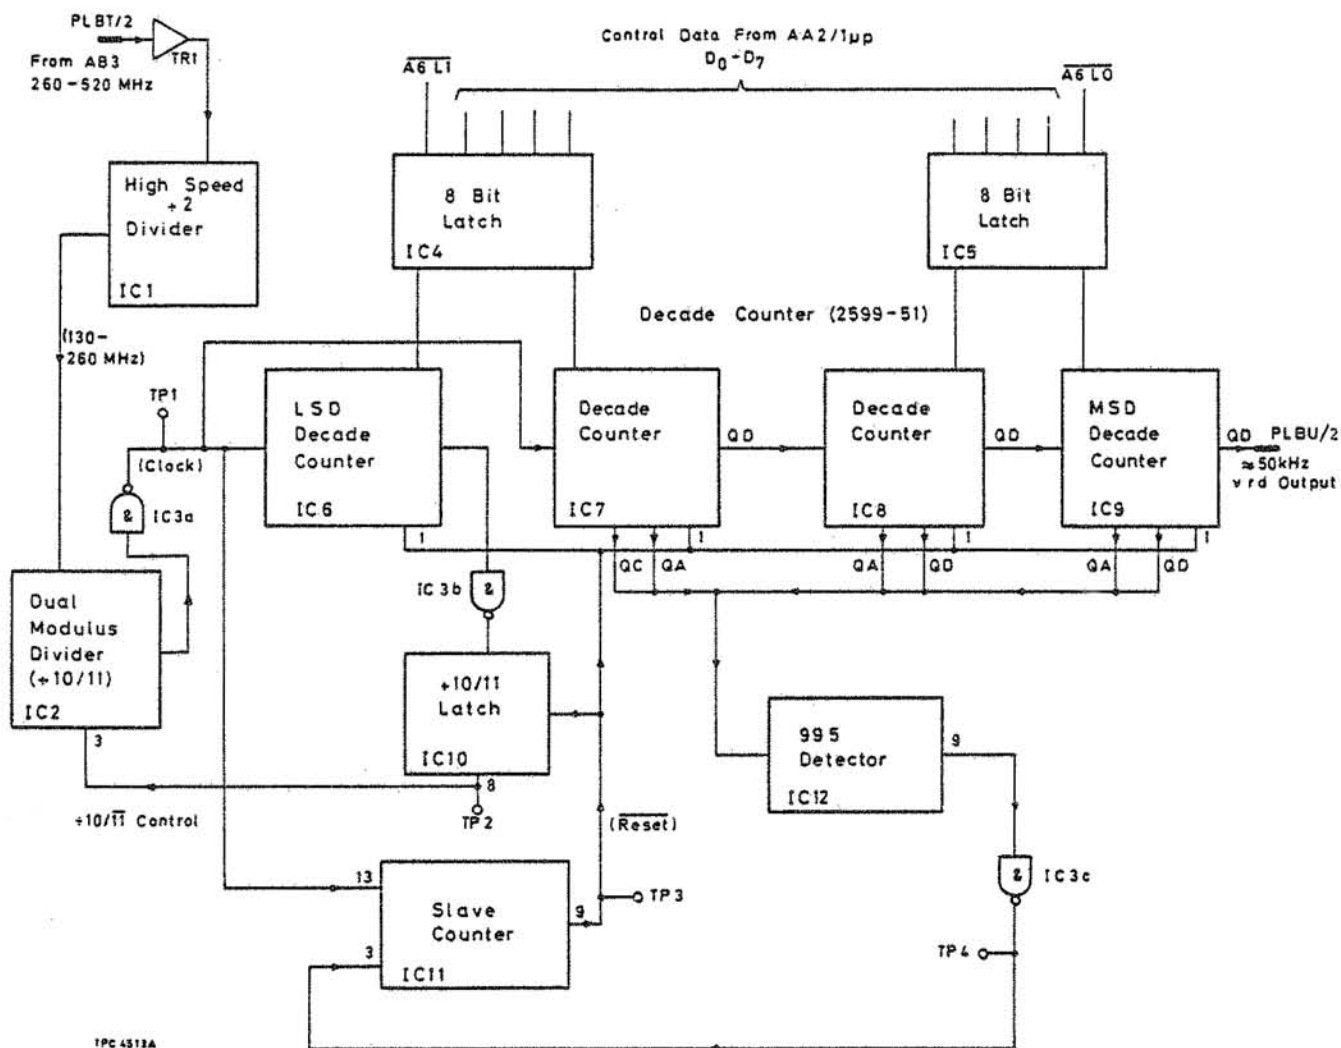 PLBT/2
TR1
From AB3
260-520 MHz
Control Data From AA2/1μp
D0-D7
A6 L1
A6 L0
High Speed
÷2
Divider
IC1
8 Bit
Latch
IC4
8 Bit
Latch
IC5
Decade Counter (2599-51)
(130-
260 MHz)
TP1
(Clock)
IC3a
&
LSD
Decade
Counter
IC6
1
Decade
Counter
IC7
QD
1
Decade
Counter
IC8
QD
1
MSD
Decade
Counter
IC9
QD
1
PLBU/2
≈50kHz
vrd Output
QC
QA
QA
QD
QA
QD
IC3b
&
Dual
Modulus
Divider
(÷10/11)
IC2
3
÷10/11
Latch
IC10
8
TP2
÷10/11 Control
(Reset)
995
Detector
IC12
9
&
IC3c
TP3
TP4
13
3
Slave
Counter
IC11
9
TPC 4513A